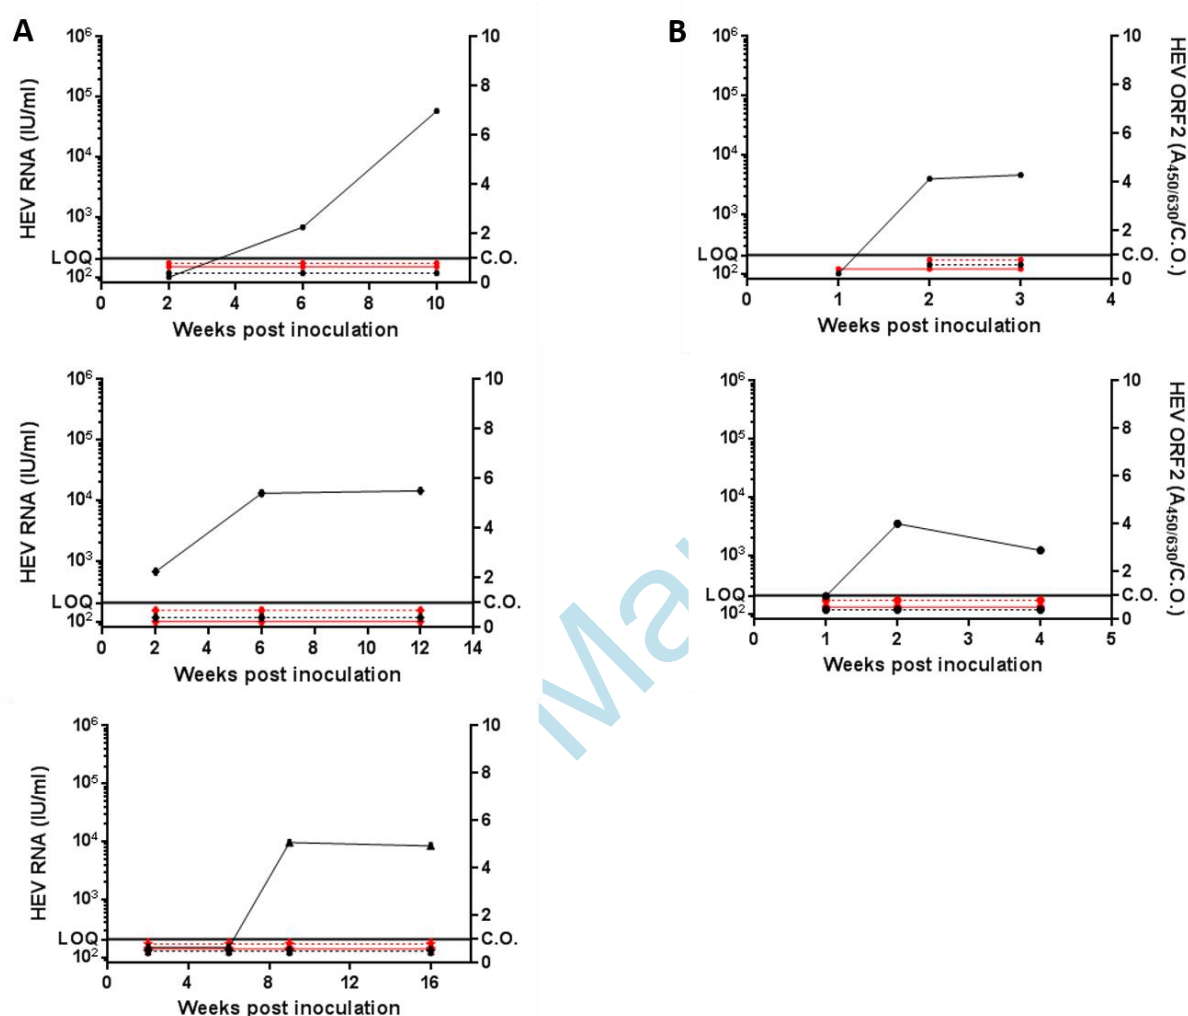 A
HEV RNA (IU/ml)
10⁶
10⁵
10⁴
10³
LOQ
10²
10
8
6
4
2
C.O.
0
0 2 4 6 8 10
Weeks post inoculation
B
10⁶
10⁵
10⁴
10³
LOQ
10²
10
8
6
4
2
C.O.
0
HEV ORF2 (A450/630/C.O.)
0 1 2 3 4
Weeks post inoculation
HEV RNA (IU/ml)
10⁶
10⁵
10⁴
10³
LOQ
10²
10
8
6
4
2
C.O.
0
0 2 4 6 8 10 12 14
Weeks post inoculation
10⁶
10⁵
10⁴
10³
LOQ
10²
10
8
6
4
2
C.O.
0
HEV ORF2 (A450/630/C.O.)
0 1 2 3 4 5
Weeks post inoculation
Ma
HEV RNA (IU/ml)
10⁶
10⁵
10⁴
10³
LOQ
10²
10
8
6
4
2
C.O.
0
0 4 8 12 16
Weeks post inoculation